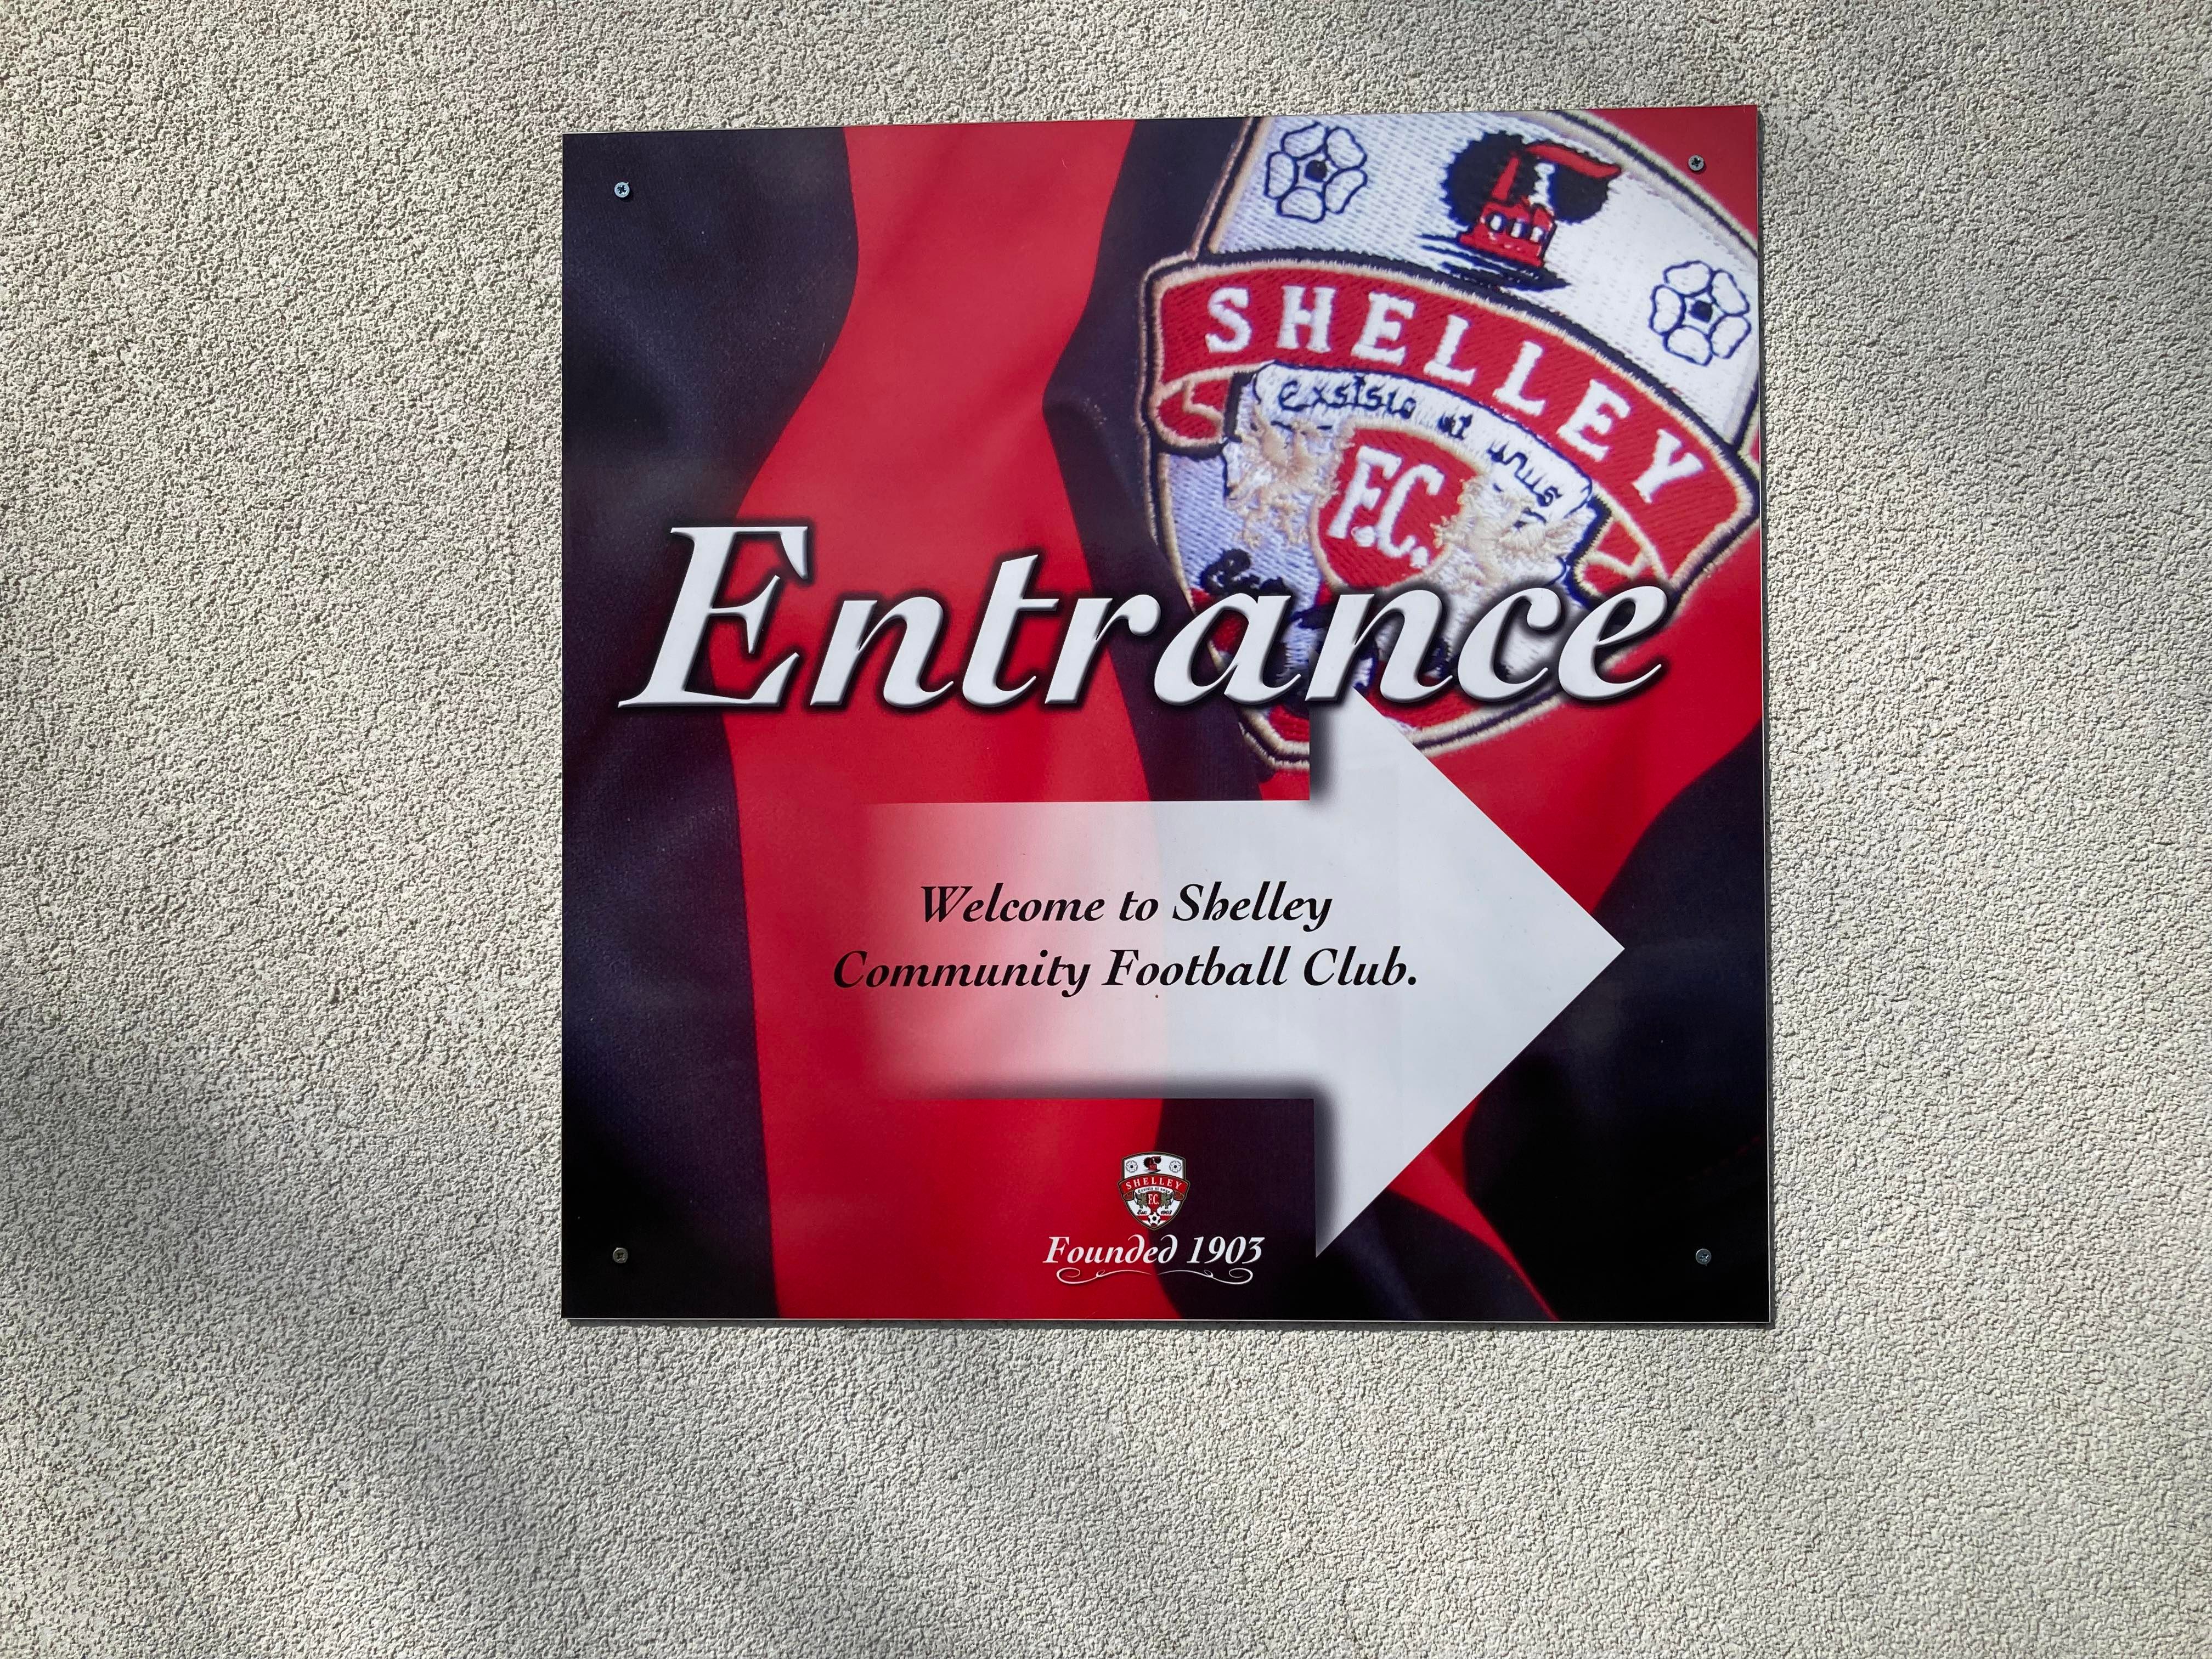 SHELLEY
F.C.
Entrance
Welcome to Shelley
Community Football Club.
SHELLEY
F.C.
Founded 1903